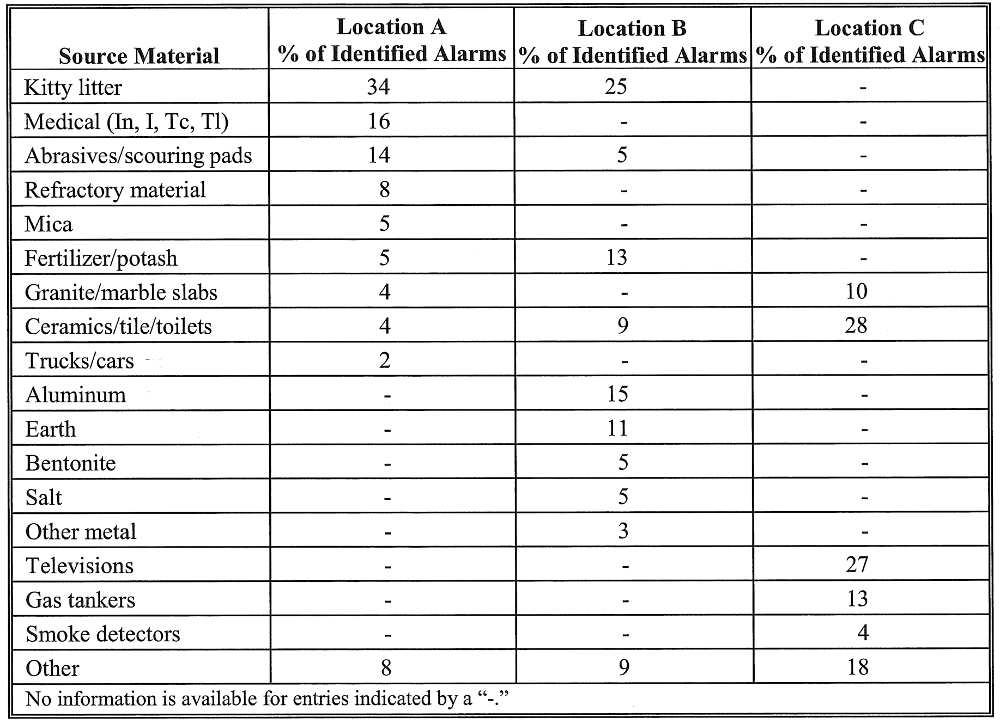 Source Material Location A % of Identified Alarms Location B % of Identified Alarms Location C % of Identified Alarms
Kitty litter 34 25 -
Medical (In, I, Tc, Tl) 16 - -
Abrasives/scouring pads 14 5 -
Refractory material 8 - -
Mica 5 - -
Fertilizer/potash 5 13 -
Granite/marble slabs 4 - 10
Ceramics/tile/toilets 4 9 28
Trucks/cars 2 - -
Aluminum - 15 -
Earth - 11 -
Bentonite - 5 -
Salt - 5 -
Other metal - 3 -
Televisions - - 27
Gas tankers - - 13
Smoke detectors - - 4
Other 8 9 18
No information is available for entries indicated by a “-.”